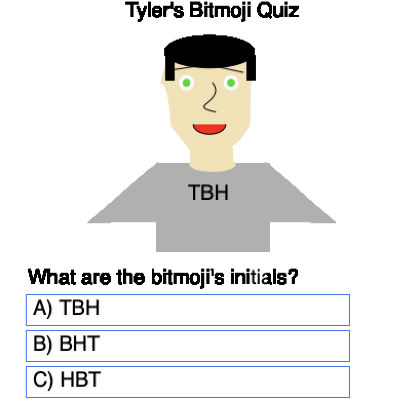 Tyler's Bitmoji Quiz
TBH
What are the bitmoji's initials?
A) TBH
B) BHT
C) HBT